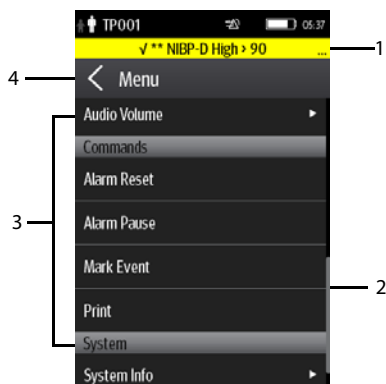 TP001 05:37
√ ** NIBP-D High > 90 ...
1
4
Menu
Audio Volume
Commands
Alarm Reset
Alarm Pause
3
Mark Event
2
Print
System
System Info